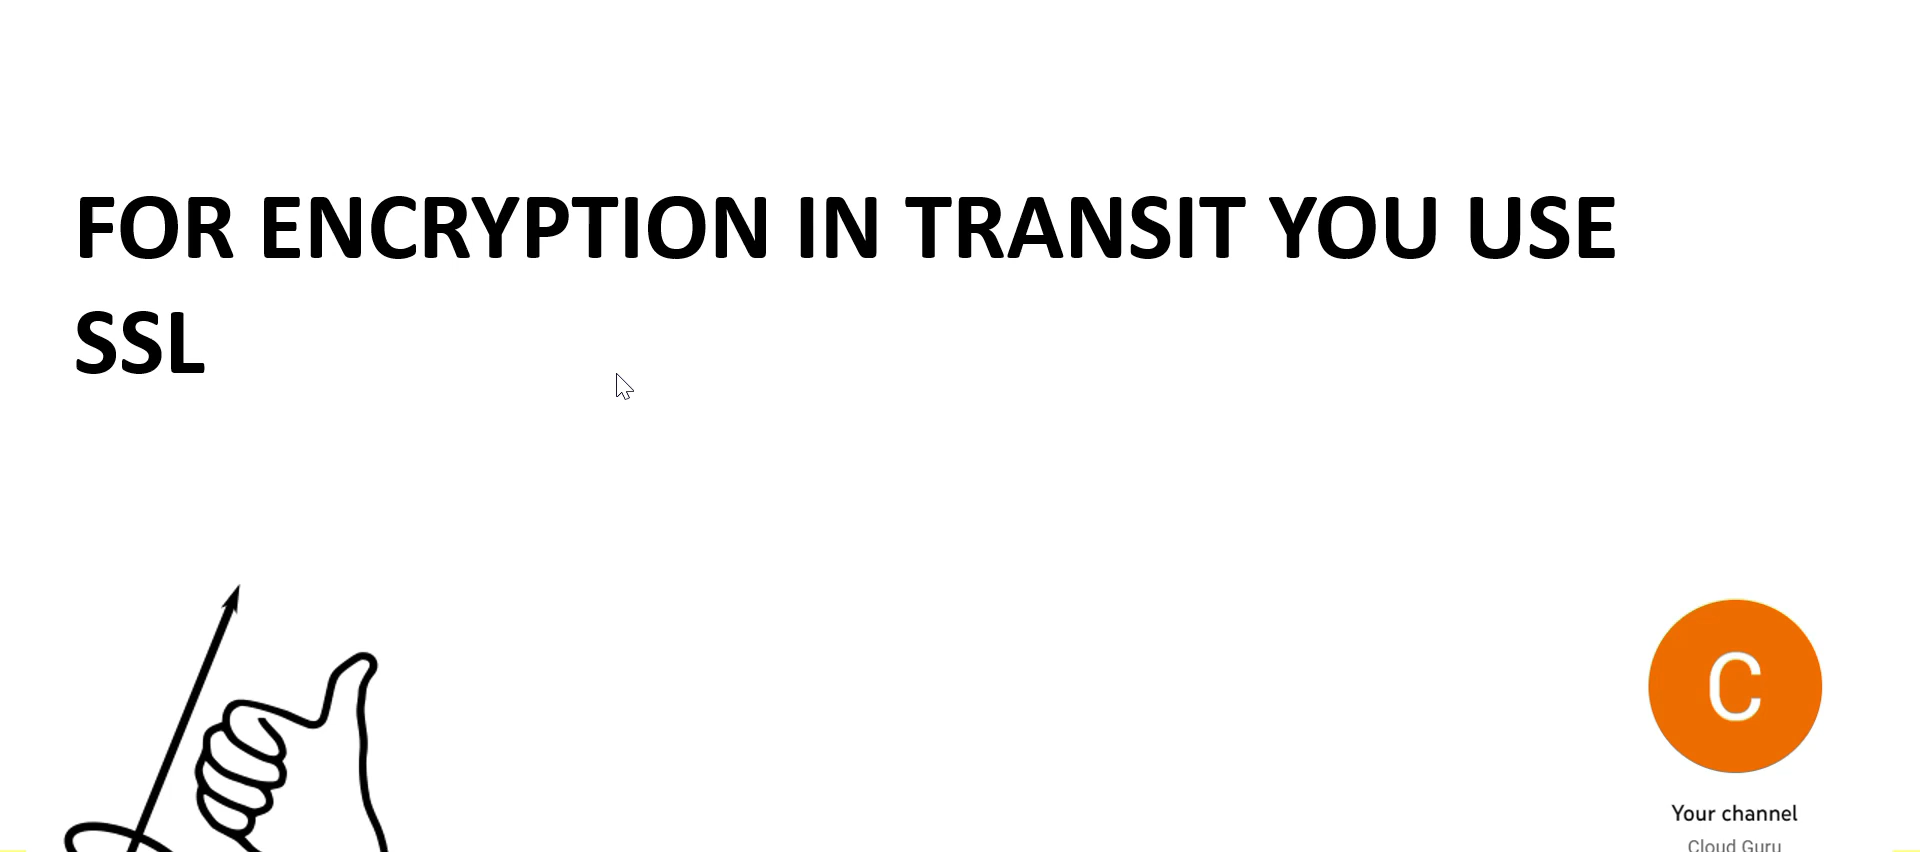 FOR ENCRYPTION IN TRANSIT YOU USE
SSL
C
Your channel
Cloud Guru